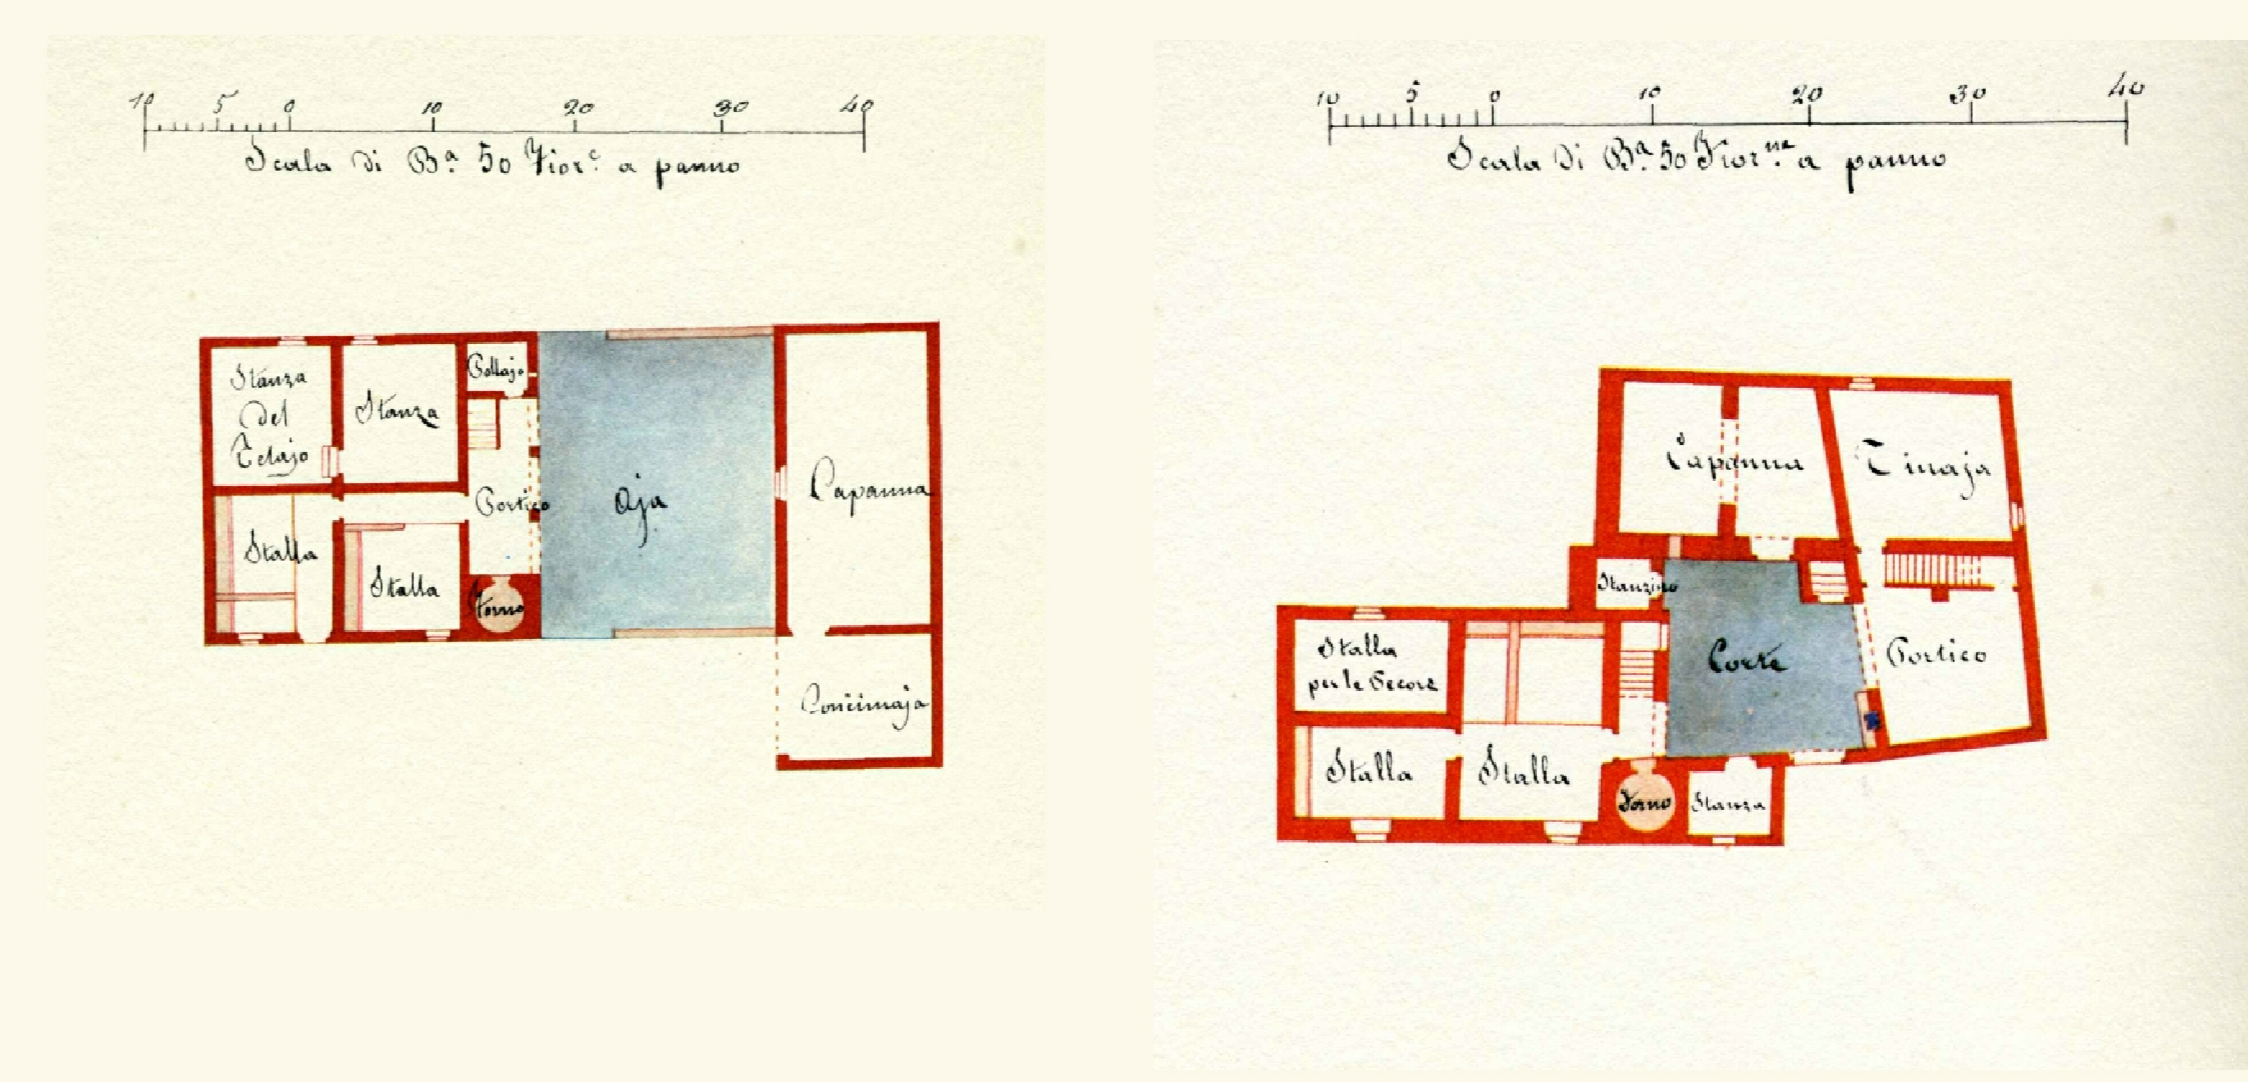 10 5 0 10 20 30 40
Scala di B.ª 50 Fior.ᵉ a panno
Stanza
del
Telajo
Stanza
Pollajo
Portico
Aja
Capanna
Stalla
Stalla
Forno
Concimaja
10 5 0 10 20 30 40
Scala di B.ª 50 Fior.ⁿᵉ a panno
Capanna
Tinaja
Stanzino
Stalla
per le Pecore
Corte
Portico
Stalla
Stalla
Forno
Stanza